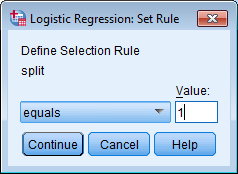 Logistic Regression: Set Rule
Define Selection Rule
split
Value:
equals 1
Continue Cancel Help